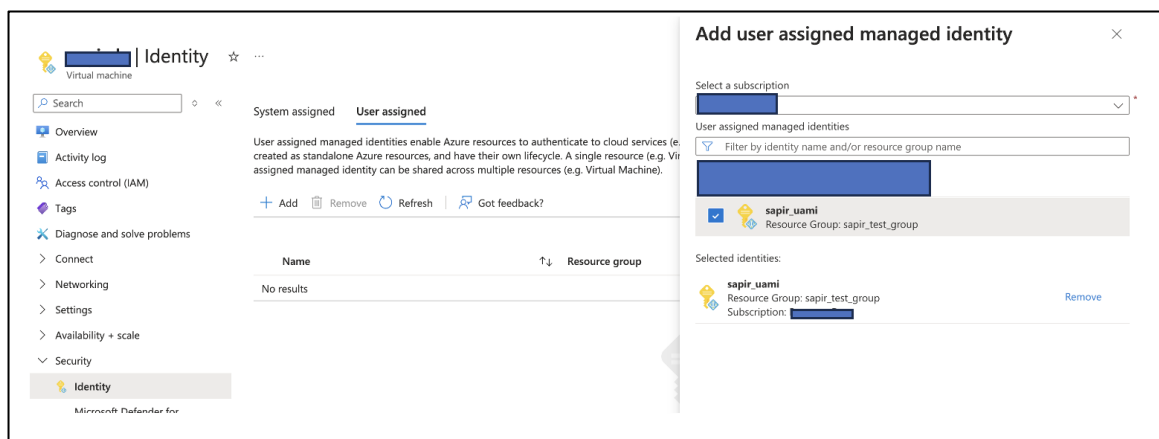 | Identity
Virtual machine
Search
Overview
Activity log
Access control (IAM)
Tags
Diagnose and solve problems
Connect
Networking
Settings
Availability + scale
Security
Identity
Microsoft Defender for
System assigned User assigned
User assigned managed identities enable Azure resources to authenticate to cloud services (e.
created as standalone Azure resources, and have their own lifecycle. A single resource (e.g. Vir
assigned managed identity can be shared across multiple resources (e.g. Virtual Machine).
Add Remove Refresh Got feedback?
Name Resource group
No results
Add user assigned managed identity
Select a subscription
*
User assigned managed identities
Filter by identity name and/or resource group name
sapir_uami
Resource Group: sapir_test_group
Selected identities:
sapir_uami
Resource Group: sapir_test_group Remove
Subscription: